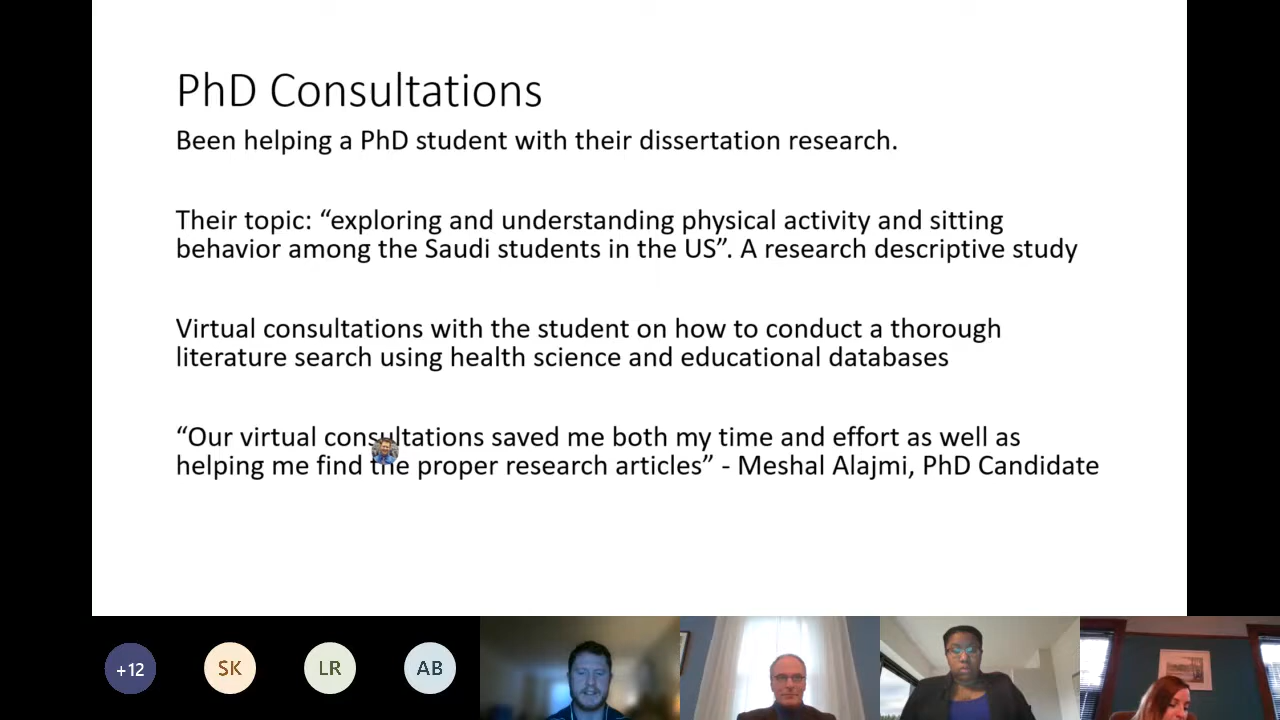 PhD Consultations
Been helping a PhD student with their dissertation research.
Their topic: “exploring and understanding physical activity and sitting
behavior among the Saudi students in the US”. A research descriptive study
Virtual consultations with the student on how to conduct a thorough
literature search using health science and educational databases
“Our virtual consultations saved me both my time and effort as well as
helping me find the proper research articles” - Meshal Alajmi, PhD Candidate
+12 SK LR AB